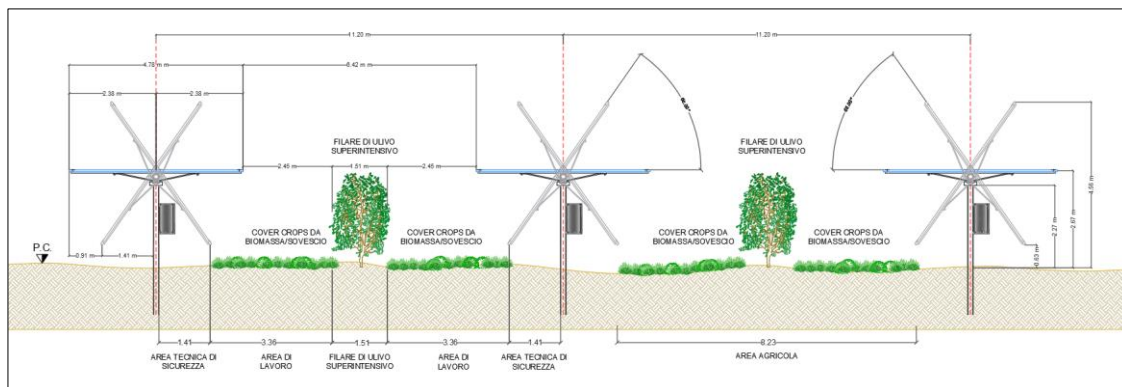 11.20 m
11.20 m
4.78 m
6.42 m
2.38 m
2.38 m
FILARE DI ULIVO
SUPERINTENSIVO
FILARE DI ULIVO
SUPERINTENSIVO
2.46 m
1.51 m
2.46 m
4.56 m
2.67 m
2.27 m
0.63 m
COVER CROPS DA
BIOMASSA/SOVESCIO
COVER CROPS DA
BIOMASSA/SOVESCIO
COVER CROPS DA
BIOMASSA/SOVESCIO
COVER CROPS DA
BIOMASSA/SOVESCIO
P.C.
0.91 m
1.41 m
1.41
3.36
1.51
3.36
1.41
8.23
AREA TECNICA DI
SICUREZZA
AREA DI
LAVORO
FILARE DI ULIVO
SUPERINTENSIVO
AREA DI
LAVORO
AREA TECNICA DI
SICUREZZA
AREA AGRICOLA